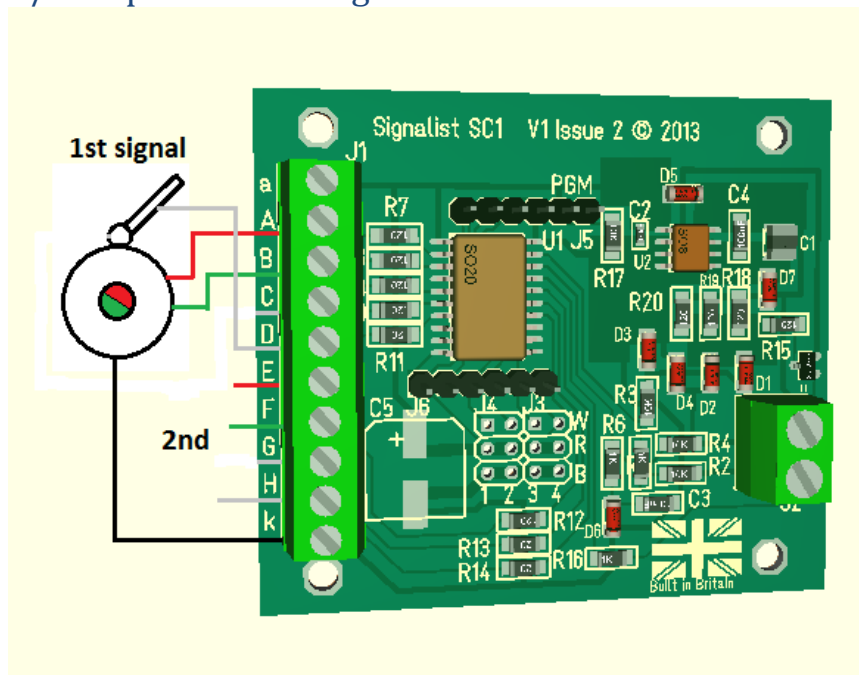 1st signal
2nd
Signalist SC1 V1 Issue 2 © 2013
J1
a
A
B
C
D
E
F
G
H
k
R7
R11
SO20
PGM
U1 J5
C2
U2
R17
D5
SO8
C4
C1
D7
R20
R19
R18
R15
D3
D4
D2
D1
R3
R6
R4
R2
C3
C5
J6
J4
J3
W
R
B
1 2 3 4
R12
R13
R14
R16
D6
Built in Britain